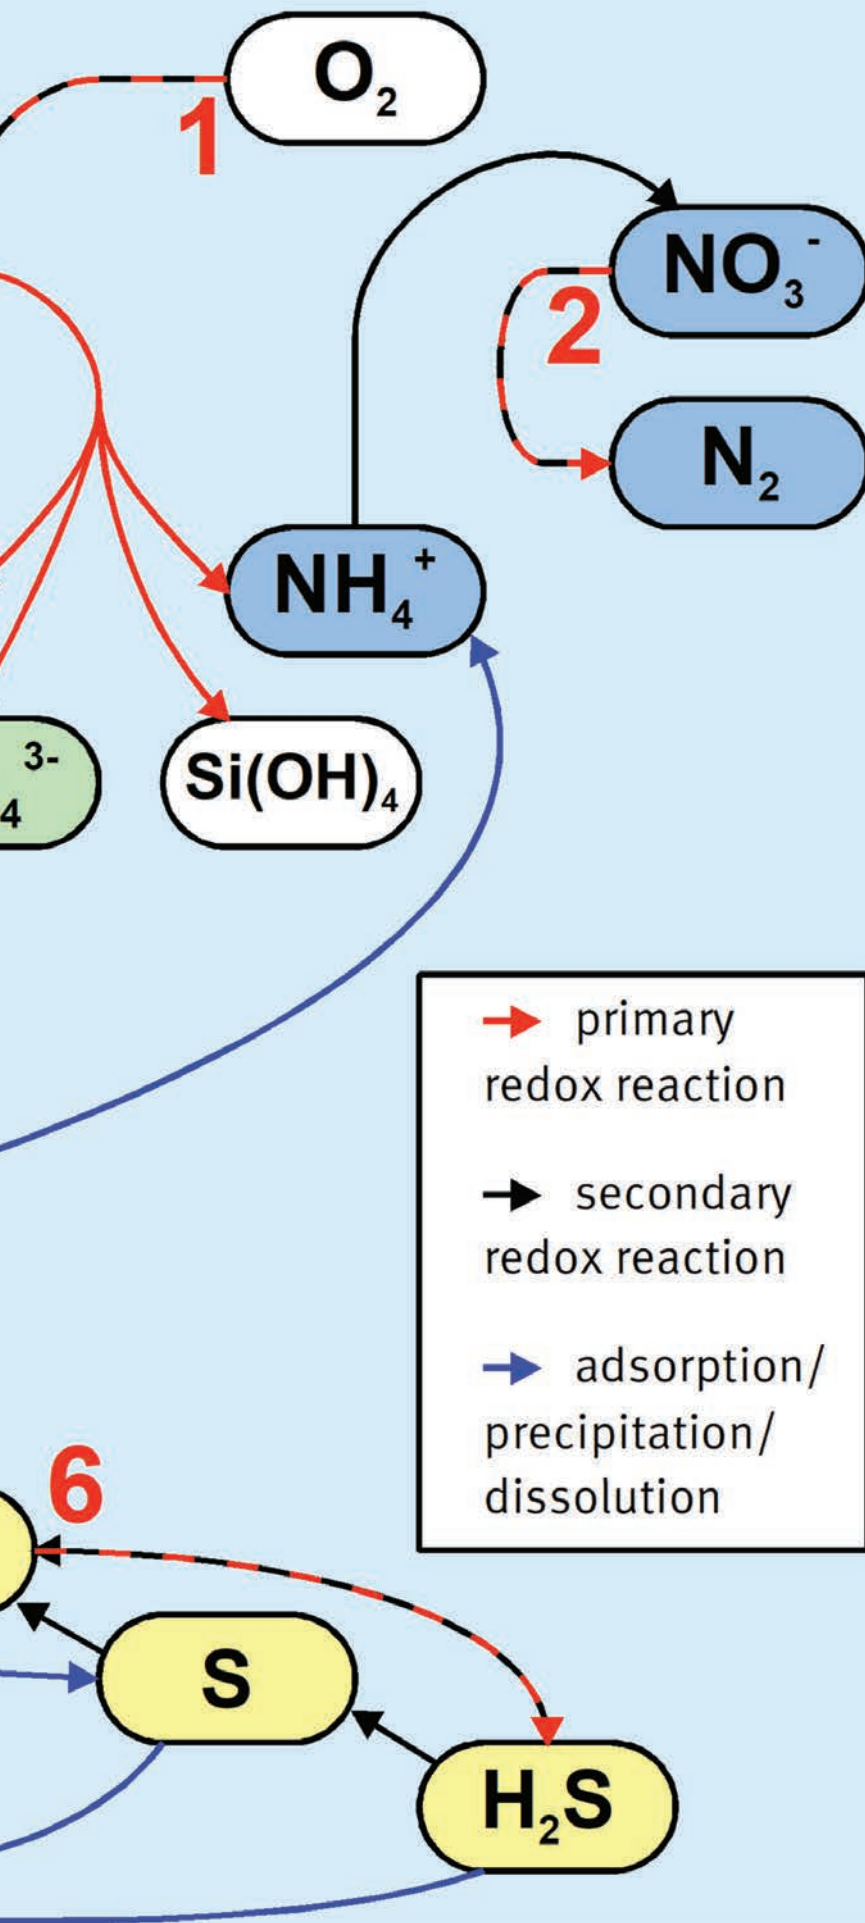 O2
1
NO3-
2
N2
NH4+
3-
4
Si(OH)4
primary
redox reaction
secondary
redox reaction
adsorption/
precipitation/
dissolution
6
S
H2S